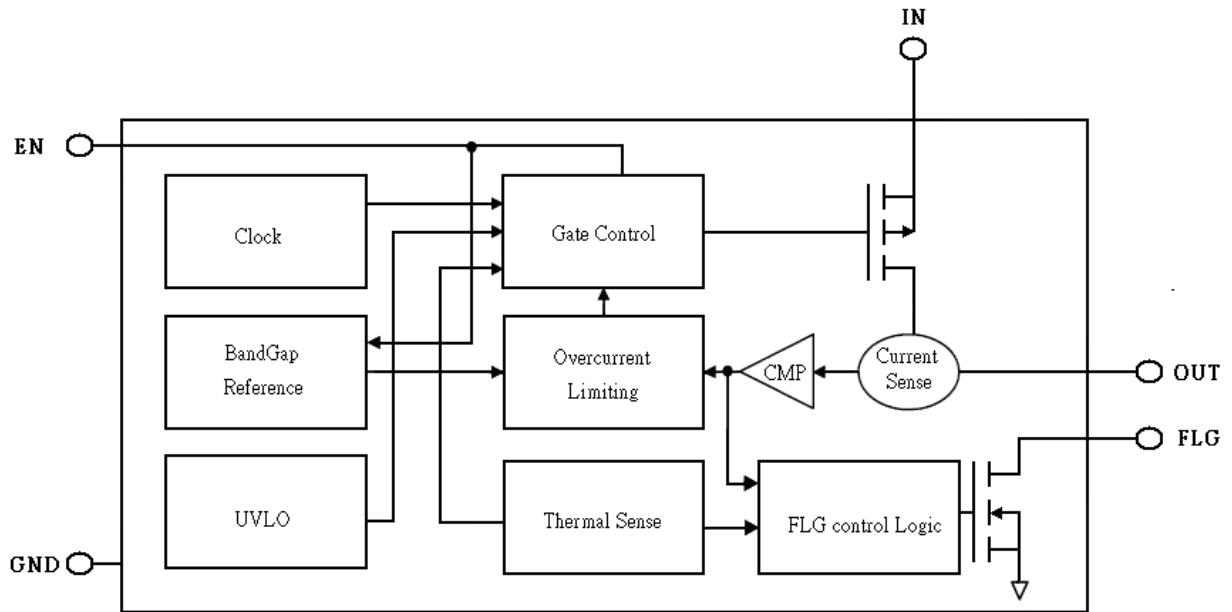 IN
EN
Clock
Gate Control
BandGap
Reference
Overcurrent
Limiting
CMP
Current
Sense
OUT
FLG
UVLO
Thermal Sense
FLG control Logic
GND